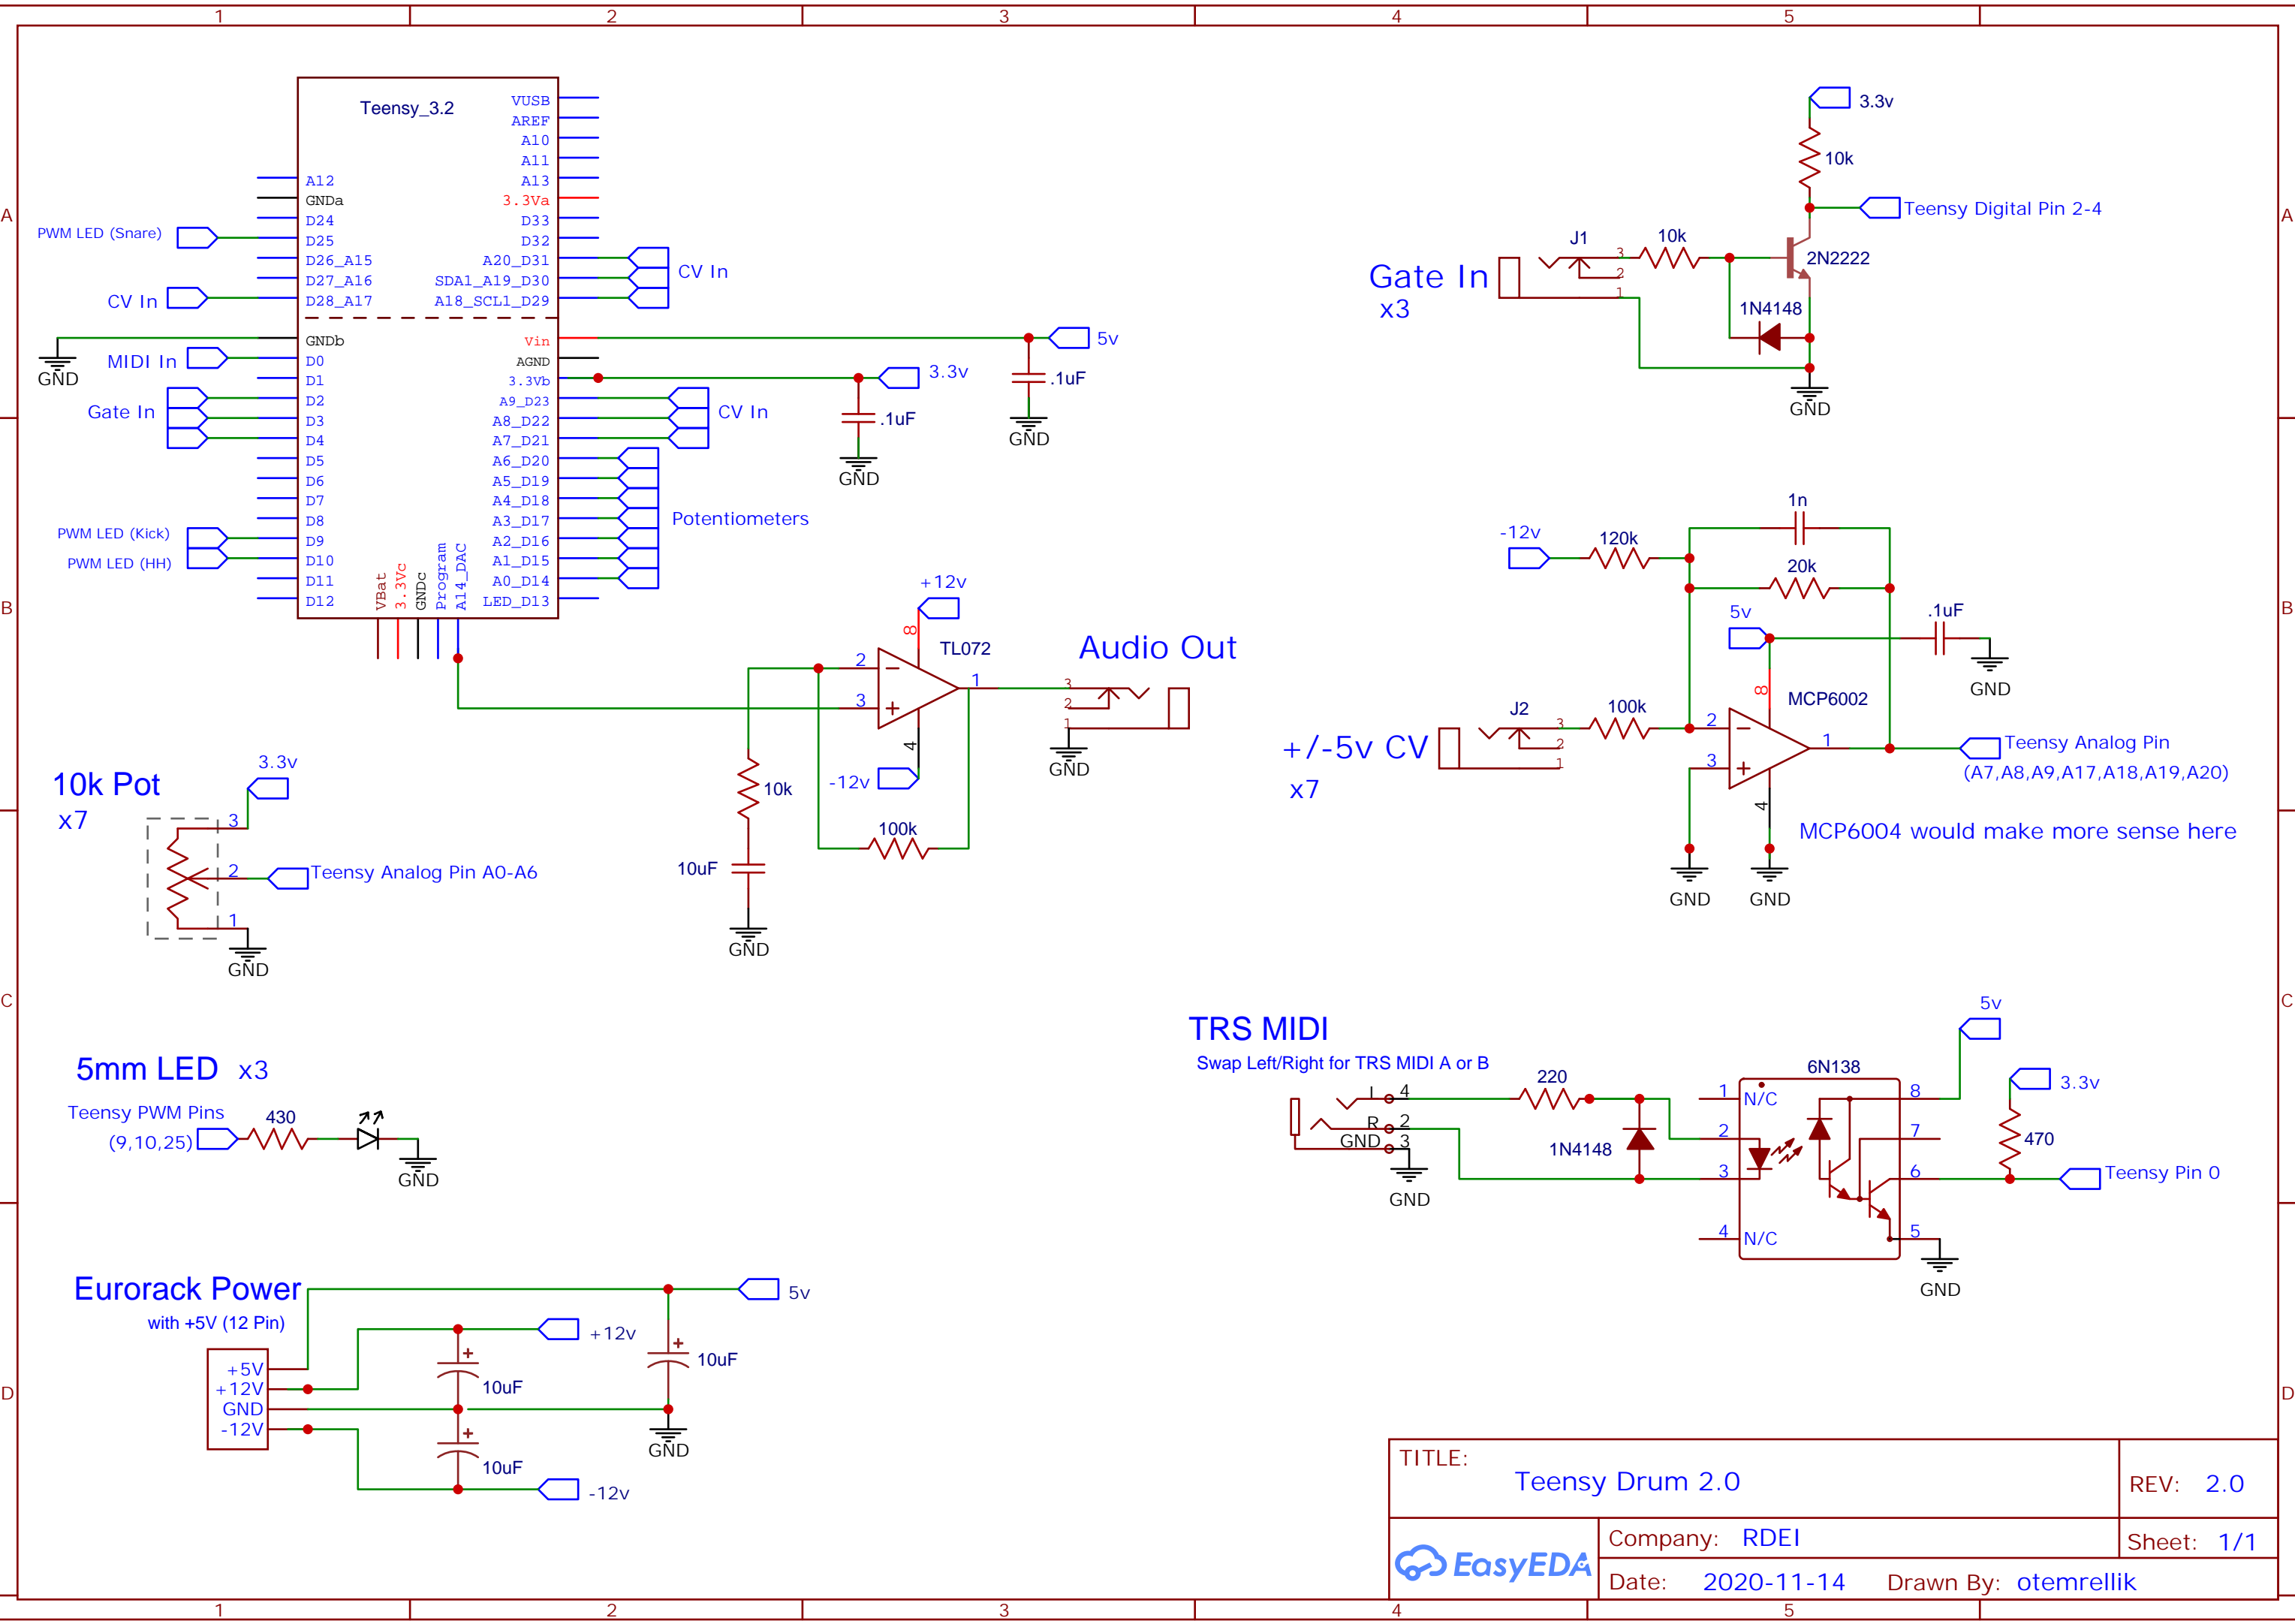 1 2 3 4 5
A
B
C
D
Teensy_3.2
VUSB
AREF
A10
A11
A13
3.3Va
D33
D32
A20_D31
SDA1_A19_D30
A18_SCL1_D29
Vin
AGND
3.3Vb
A9_D23
A8_D22
A7_D21
A6_D20
A5_D19
A4_D18
A3_D17
A2_D16
A1_D15
A0_D14
LED_D13
A12
GNDa
D24
D25
D26_A15
D27_A16
D28_A17
GNDb
D0
D1
D2
D3
D4
D5
D6
D7
D8
D9
D10
D11
D12
VBat
3.3Vc
GNDc
Program
A14_DAC
PWM LED (Snare)
CV In
GND
MIDI In
Gate In
PWM LED (Kick)
PWM LED (HH)
CV In
5v
3.3v
.1uF
.1uF
GND
GND
CV In
Potentiometers
+12v
8
TL072
2
3
1
4
-12v
10k
100k
10uF
GND
Audio Out
3
2
1
GND
Gate In
x3
J1
3
2
1
10k
3.3v
10k
Teensy Digital Pin 2-4
2N2222
1N4148
GND
+/-5v CV
x7
J2
3
2
1
100k
-12v
120k
1n
20k
5v
.1uF
GND
8
MCP6002
2
3
1
4
Teensy Analog Pin
(A7,A8,A9,A17,A18,A19,A20)
MCP6004 would make more sense here
GND
GND
10k Pot
x7
3.3v
3
2
1
Teensy Analog Pin A0-A6
GND
5mm LED x3
Teensy PWM Pins
(9,10,25)
430
GND
TRS MIDI
Swap Left/Right for TRS MIDI A or B
L 4
R 2
GND 3
GND
220
1N4148
6N138
1 N/C
2
3
4 N/C
8
7
6
5
5v
3.3v
470
Teensy Pin 0
GND
Eurorack Power
with +5V (12 Pin)
+5V
+12V
GND
-12V
5v
+12v
+
10uF
+
10uF
+
10uF
GND
-12v
TITLE:
Teensy Drum 2.0
REV: 2.0
EasyEDA
Company: RDEI
Sheet: 1/1
Date: 2020-11-14
Drawn By: otemrellik
A
B
C
D
1 2 3 4 5